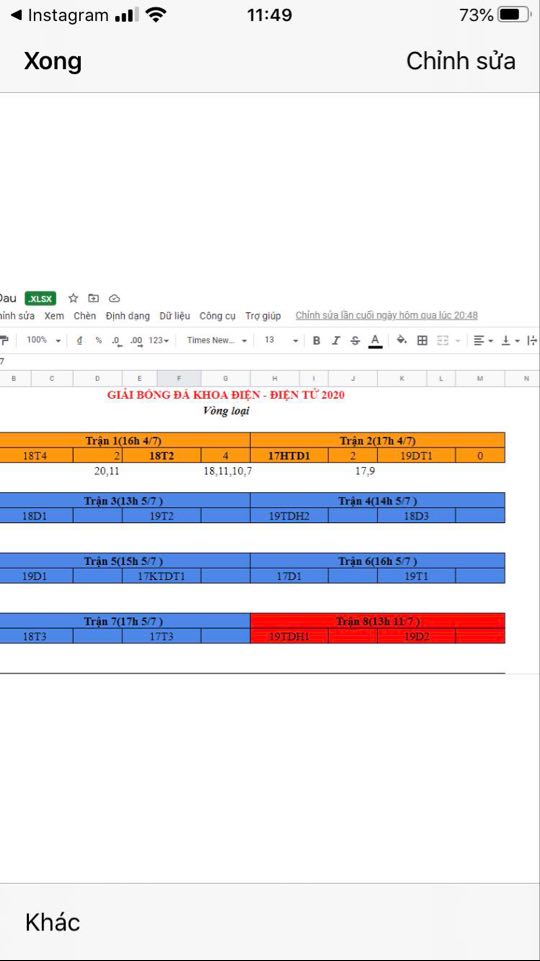 Instagram 11:49 73%
Xong Chỉnh sửa
Dau .XLSX
hỉnh sửa Xem Chèn Định dạng Dữ liệu Công cụ Trợ giúp Chỉnh sửa lần cuối ngày hôm qua lúc 20:48
100% đ % .0 .00 123 Times New... 13 B I S A
7
B C D E F G H I J K L M N
GIẢI BÓNG ĐÁ KHOA ĐIỆN - ĐIỆN TỬ 2020
Vòng loại
Trận 1(16h 4/7) Trận 2(17h 4/7)
18T4 2 18T2 4 17HTD1 2 19DT1 0
20,11 18,11,10,7 17,9
Trận 3(13h 5/7 ) Trận 4(14h 5/7 )
18D1 19T2 19TDH2 18D3
Trận 5(15h 5/7 ) Trận 6(16h 5/7 )
19D1 17KTDT1 17D1 19T1
Trận 7(17h 5/7 ) Trận 8(13h 11/7 )
18T3 17T3 19TDH1 19D2
Khác